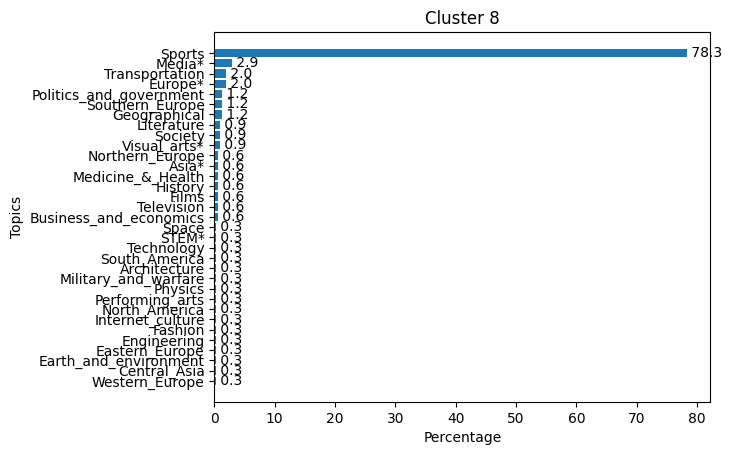 Cluster 8
Topics
Sports 78.3
Media* 2.9
Transportation 2.0
Europe* 2.0
Politics_and_government 1.2
Southern_Europe 1.2
Geographical 1.2
Literature 0.9
Society 0.9
Visual_arts* 0.9
Northern_Europe 0.6
Asia* 0.6
Medicine_&_Health 0.6
History 0.6
Films 0.6
Television 0.6
Business_and_economics 0.6
Space 0.3
STEM* 0.3
Technology 0.3
South_America 0.3
Architecture 0.3
Military_and_warfare 0.3
Physics 0.3
Performing_arts 0.3
North_America 0.3
Internet_culture 0.3
Fashion 0.3
Engineering 0.3
Eastern_Europe 0.3
Earth_and_environment 0.3
Central_Asia 0.3
Western_Europe 0.3
0 10 20 30 40 50 60 70 80
Percentage